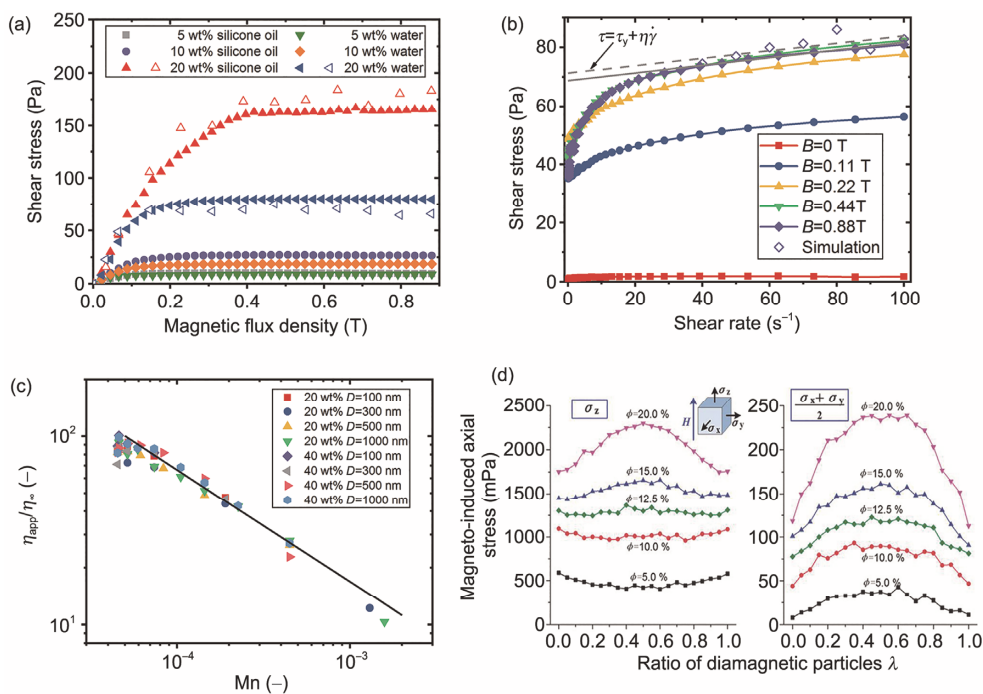 (a)
5 wt% silicone oil 5 wt% water
10 wt% silicone oil 10 wt% water
20 wt% silicone oil 20 wt% water
250
200
150
100
50
0
Shear stress (Pa)
0.0 0.2 0.4 0.6 0.8
Magnetic flux density (T)
(b)
τ=τy+ηγ̇
80
60
40
20
0
Shear stress (Pa)
B=0 T
B=0.11 T
B=0.22 T
B=0.44T
B=0.88T
Simulation
0 20 40 60 80 100
Shear rate (s⁻¹)
(c)
20 wt% D=100 nm
20 wt% D=300 nm
20 wt% D=500 nm
20 wt% D=1000 nm
40 wt% D=100 nm
40 wt% D=300 nm
40 wt% D=500 nm
40 wt% D=1000 nm
10²
10¹
ηapp/η∞ (–)
10⁻⁴ 10⁻³
Mn (–)
(d)
Magneto-induced axial
stress (mPa)
2500
2000
1500
1000
500
0
σz
H
σz
σy
σx
ϕ=20.0 %
ϕ=15.0 %
ϕ=12.5 %
ϕ=10.0 %
ϕ=5.0 %
0.0 0.2 0.4 0.6 0.8 1.0
250
200
150
100
50
0
σx+ σy
2
ϕ=20.0 %
ϕ=15.0 %
ϕ=12.5 %
ϕ=10.0 %
ϕ=5.0 %
0.0 0.2 0.4 0.6 0.8 1.0
Ratio of diamagnetic particles λ